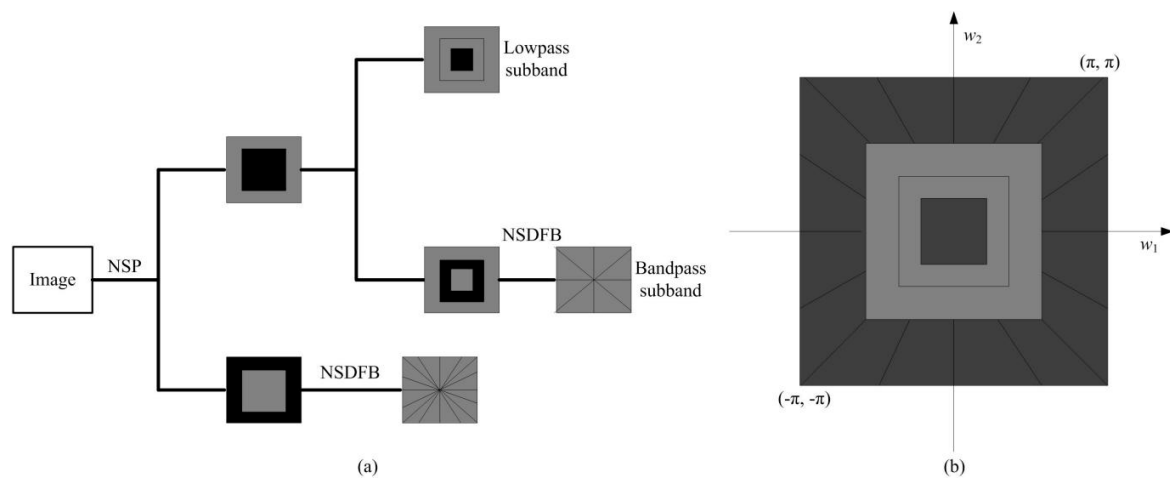 Lowpass
subband
NSDFB
Image
NSP
Bandpass
subband
NSDFB
(a)
w₂
(π, π)
w₁
(-π, -π)
(b)